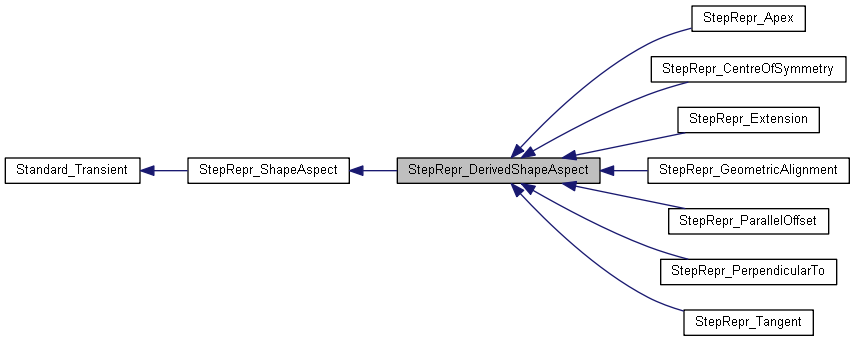 StepRepr_Apex
StepRepr_CentreOfSymmetry
StepRepr_Extension
Standard_Transient
StepRepr_ShapeAspect
StepRepr_DerivedShapeAspect
StepRepr_GeometricAlignment
StepRepr_ParallelOffset
StepRepr_PerpendicularTo
StepRepr_Tangent